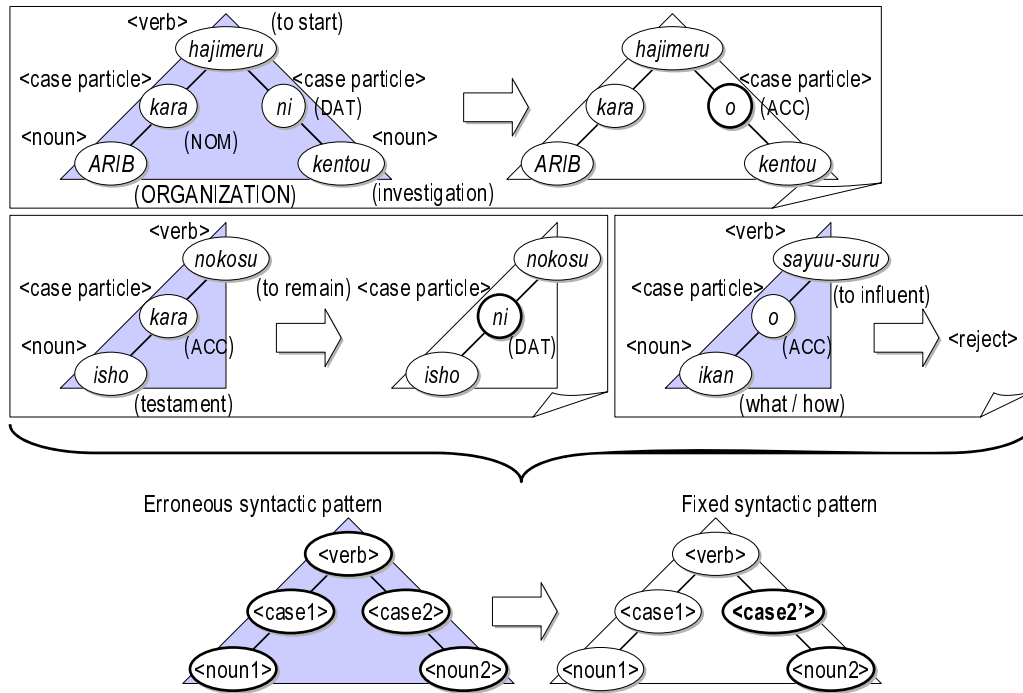 <verb> (to start)
hajimeru hajimeru
<case particle> <case particle> <case particle>
kara ni (DAT) kara o (ACC)
<noun> (NOM) <noun>
ARIB kentou ARIB kentou
(ORGANIZATION) (investigation)
<verb>
nokosu nokosu
<case particle> (to remain) <case particle>
kara ni
<noun> (ACC) (DAT)
isho isho
(testament)
<verb>
sayuu-suru
<case particle> (to influent)
o
<noun> (ACC) <reject>
ikan
(what / how)
Erroneous syntactic pattern Fixed syntactic pattern
<verb> <verb>
<case1> <case2> <case1> <case2'>
<noun1> <noun2> <noun1> <noun2>